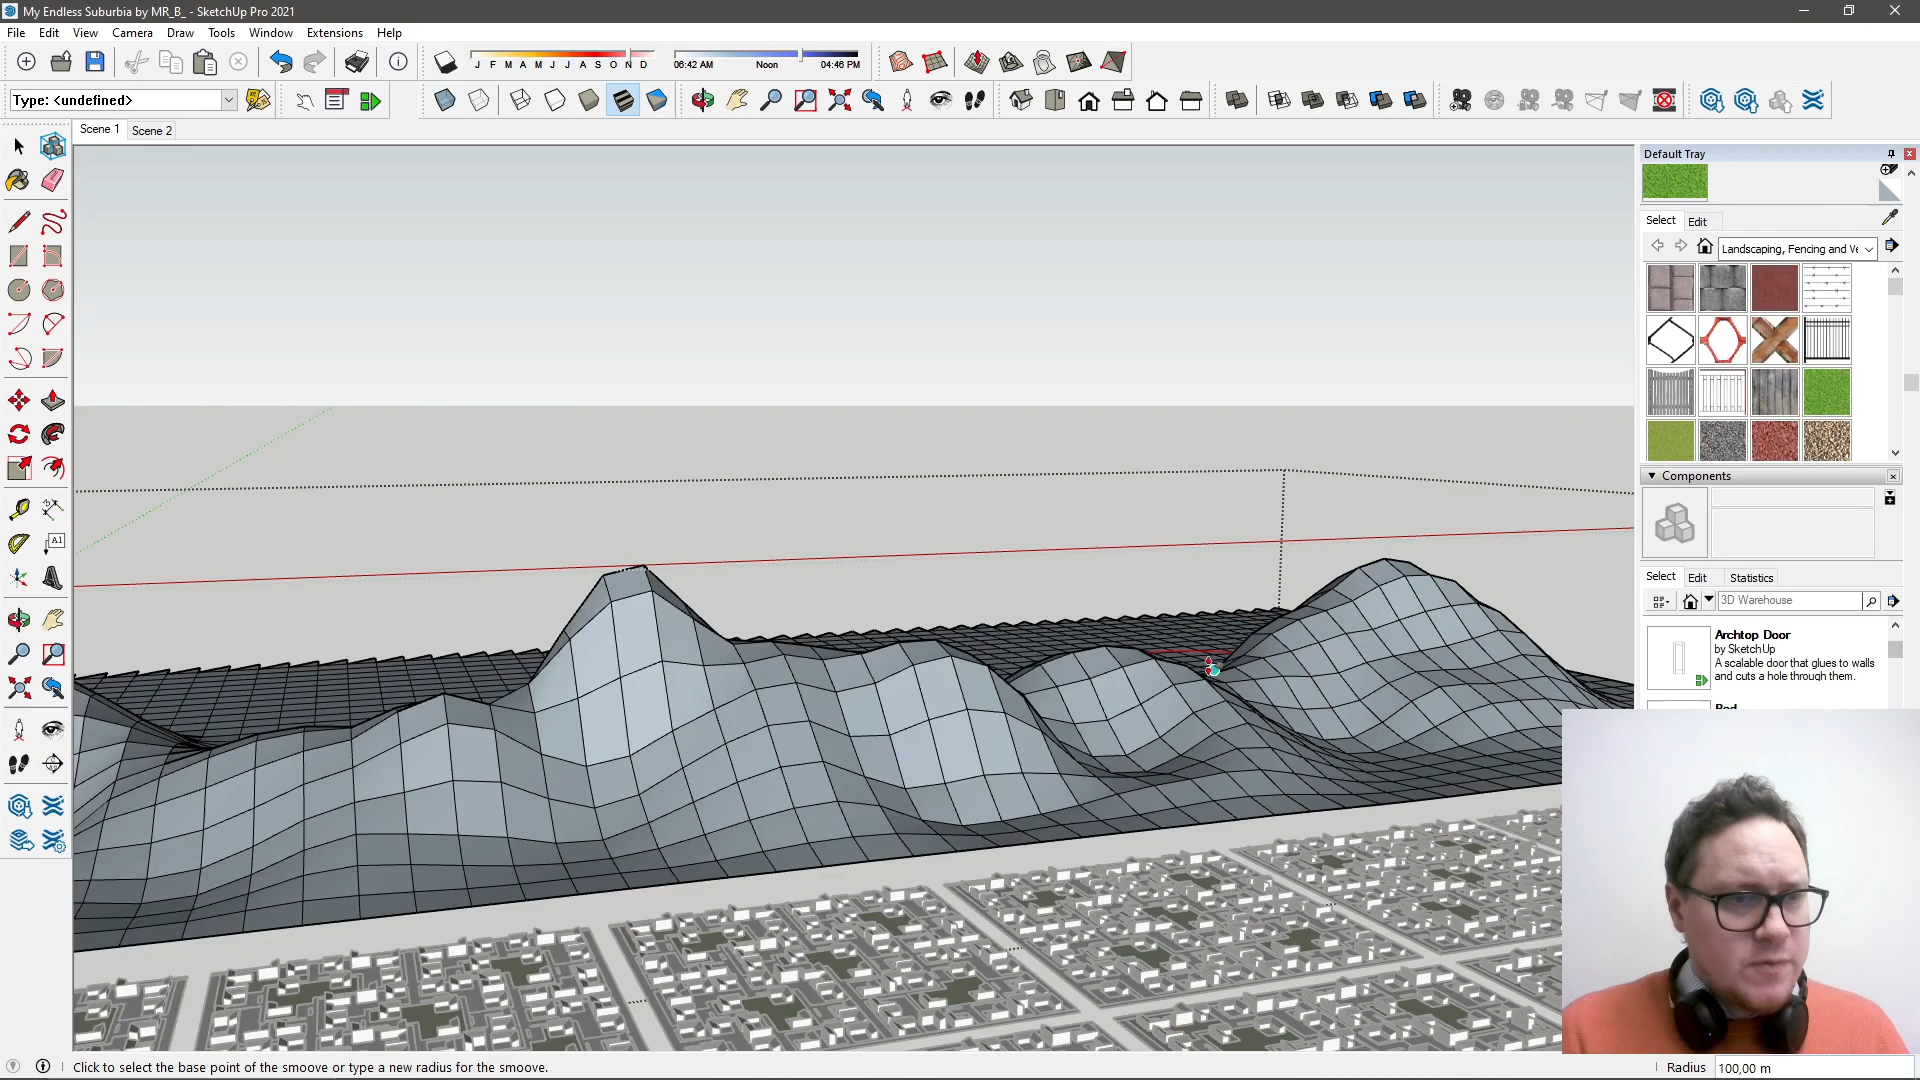 My Endless Suburbia by MR_B_ - SketchUp Pro 2021
File Edit View Camera Draw Tools Window Extensions Help
J F M A M J J A S O N D
06:42 AM Noon 04:46 PM
Type: <undefined>
Scene 1 Scene 2
Default Tray
Select Edit
Landscaping, Fencing and Ve
Components
Select Edit Statistics
3D Warehouse
Archtop Door
by SketchUp
A scalable door that glues to walls
and cuts a hole through them.
A1
Click to select the base point of the smoove or type a new radius for the smoove.
Radius 100,00 m